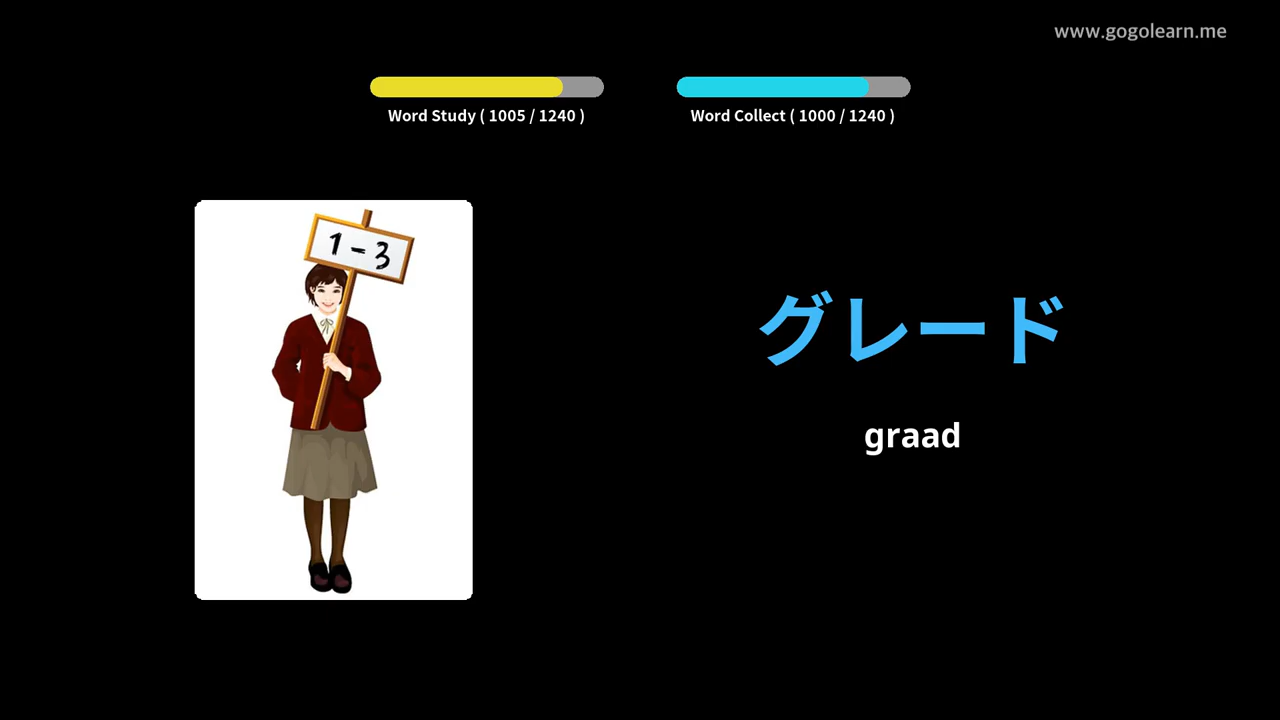 www.gogolearn.me
Word Study ( 1005 / 1240 )
Word Collect ( 1000 / 1240 )
1 - 3
グレード
graad